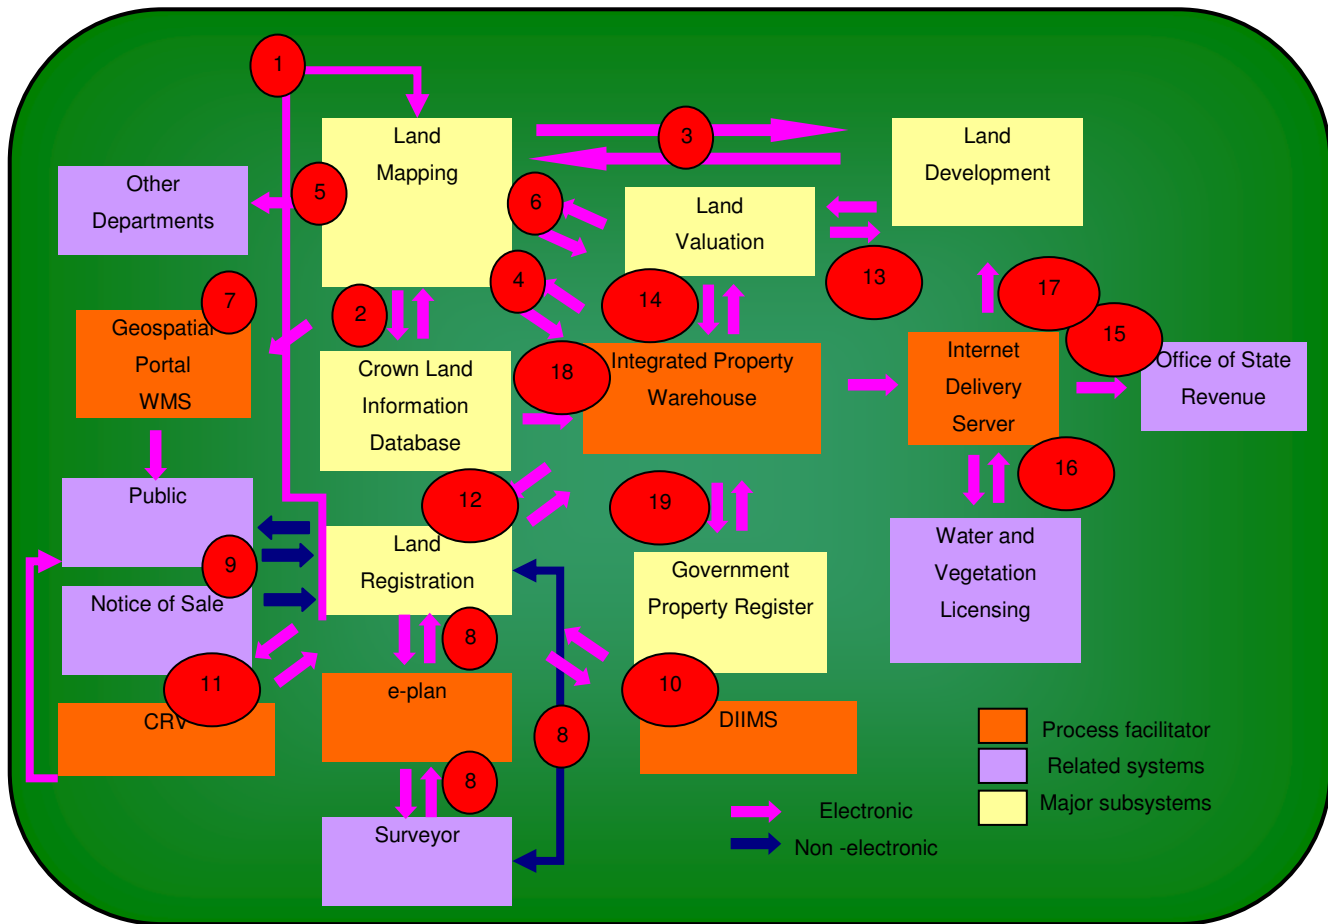 1
Land
Mapping
3
Land
Development
Other
Departments
5
6
Land
Valuation
13
7
Geospatial
Portal
WMS
2
4
14
17
15
Crown Land
Information
Database
18
Integrated Property
Warehouse
Internet
Delivery
Server
Office of State
Revenue
16
Public
12
19
Land
Registration
9
Notice of Sale
Government
Property Register
Water and
Vegetation
Licensing
8
11
CRV
e-plan
10
DIIMS
8
8
Surveyor
Process facilitator
Related systems
Major subsystems
Electronic
Non -electronic